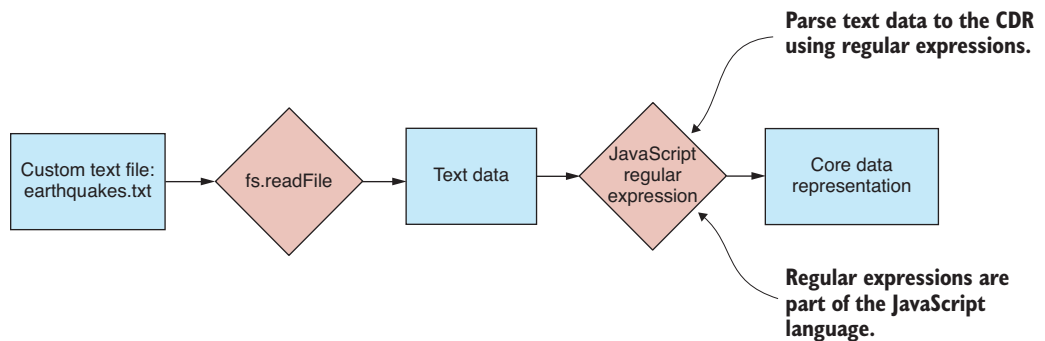 Parse text data to the CDR
using regular expressions.
Custom text file:
earthquakes.txt
fs.readFile
Text data
JavaScript
regular
expression
Core data
representation
Regular expressions are
part of the JavaScript
language.